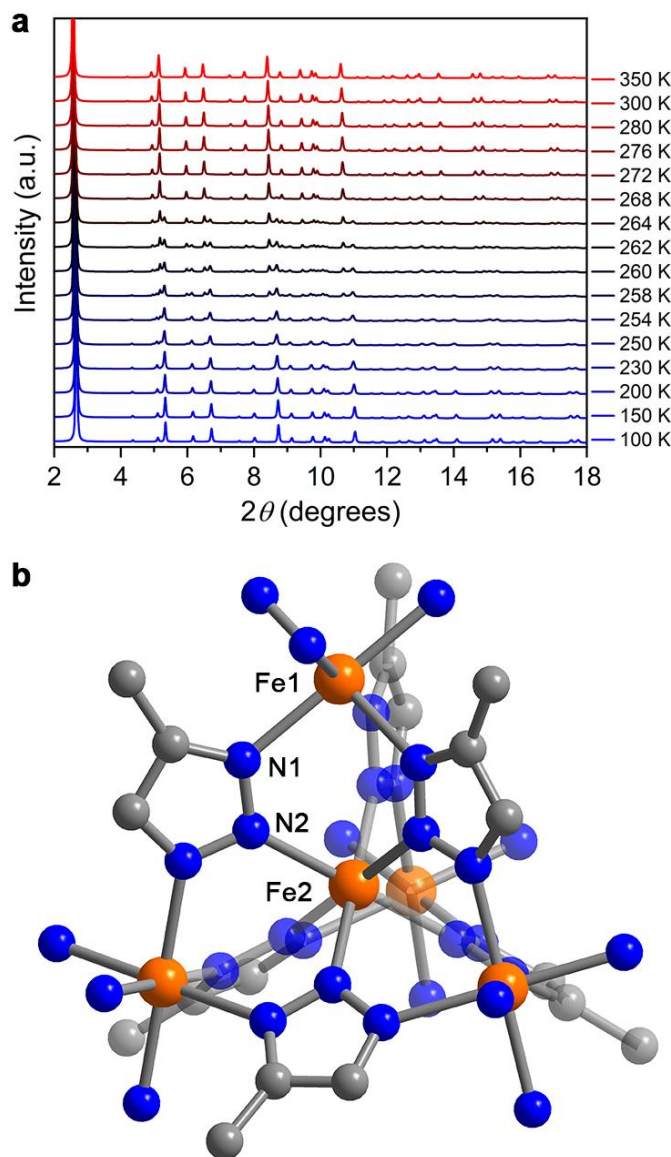 a
Intensity (a.u.)
350 K
300 K
280 K
276 K
272 K
268 K
264 K
262 K
260 K
258 K
254 K
250 K
230 K
200 K
150 K
100 K
2 4 6 8 10 12 14 16 18
2θ (degrees)
b
Fe1
N1
N2
Fe2